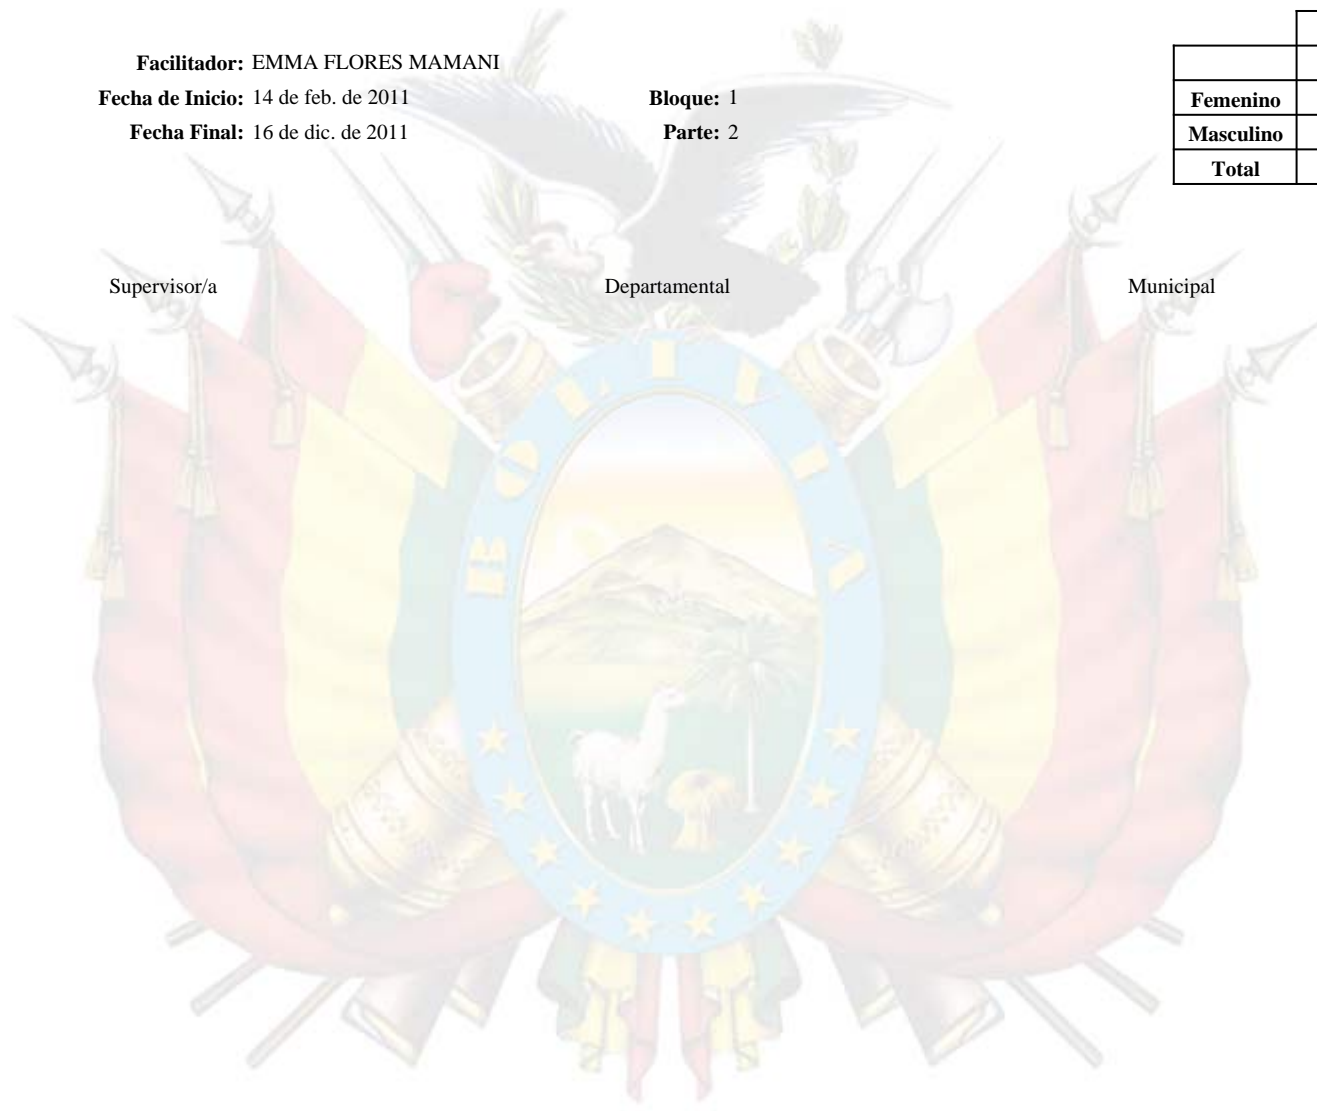 Facilitador: EMMA FLORES MAMANI
Fecha de Inicio: 14 de feb. de 2011 Bloque: 1
Femenino
Fecha Final: 16 de dic. de 2011 Parte: 2
Masculino
Total
Supervisor/a Departamental Municipal
BOLIVIA